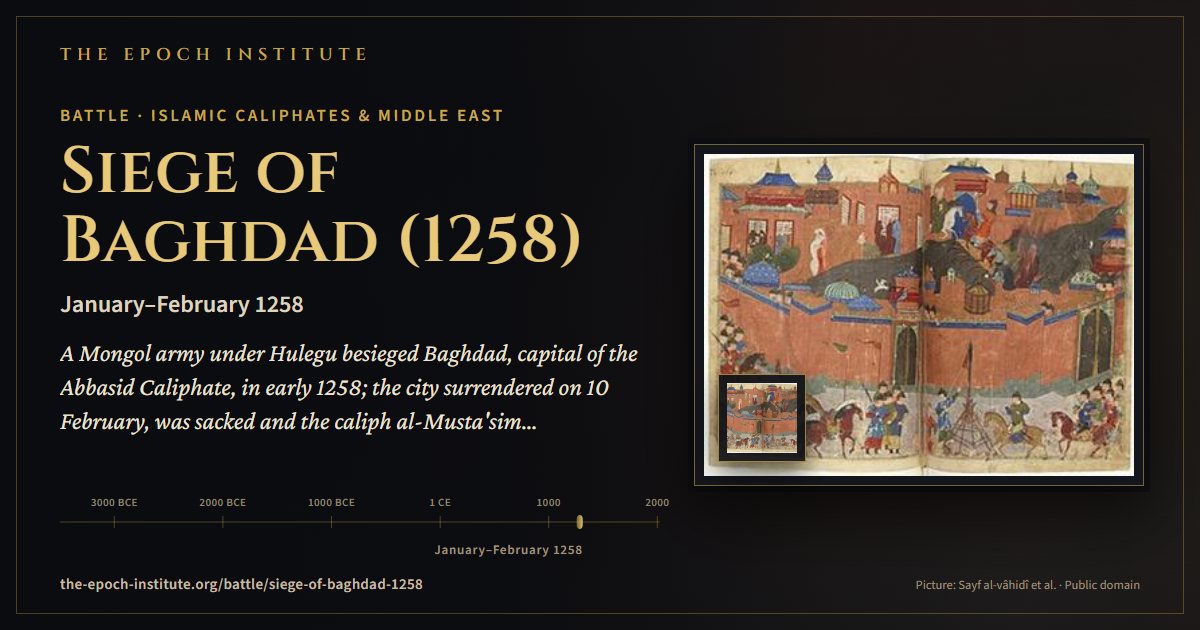 THE EPOCH INSTITUTE
BATTLE · ISLAMIC CALIPHATES & MIDDLE EAST
SIEGE OF
BAGHDAD (1258)
January–February 1258
A Mongol army under Hulegu besieged Baghdad, capital of the
Abbasid Caliphate, in early 1258; the city surrendered on 10
February, was sacked and the caliph al-Musta'sim...
3000 BCE 2000 BCE 1000 BCE 1 CE 1000 2000
January–February 1258
the-epoch-institute.org/battle/siege-of-baghdad-1258
Picture: Sayf al-vâhidî et al. · Public domain